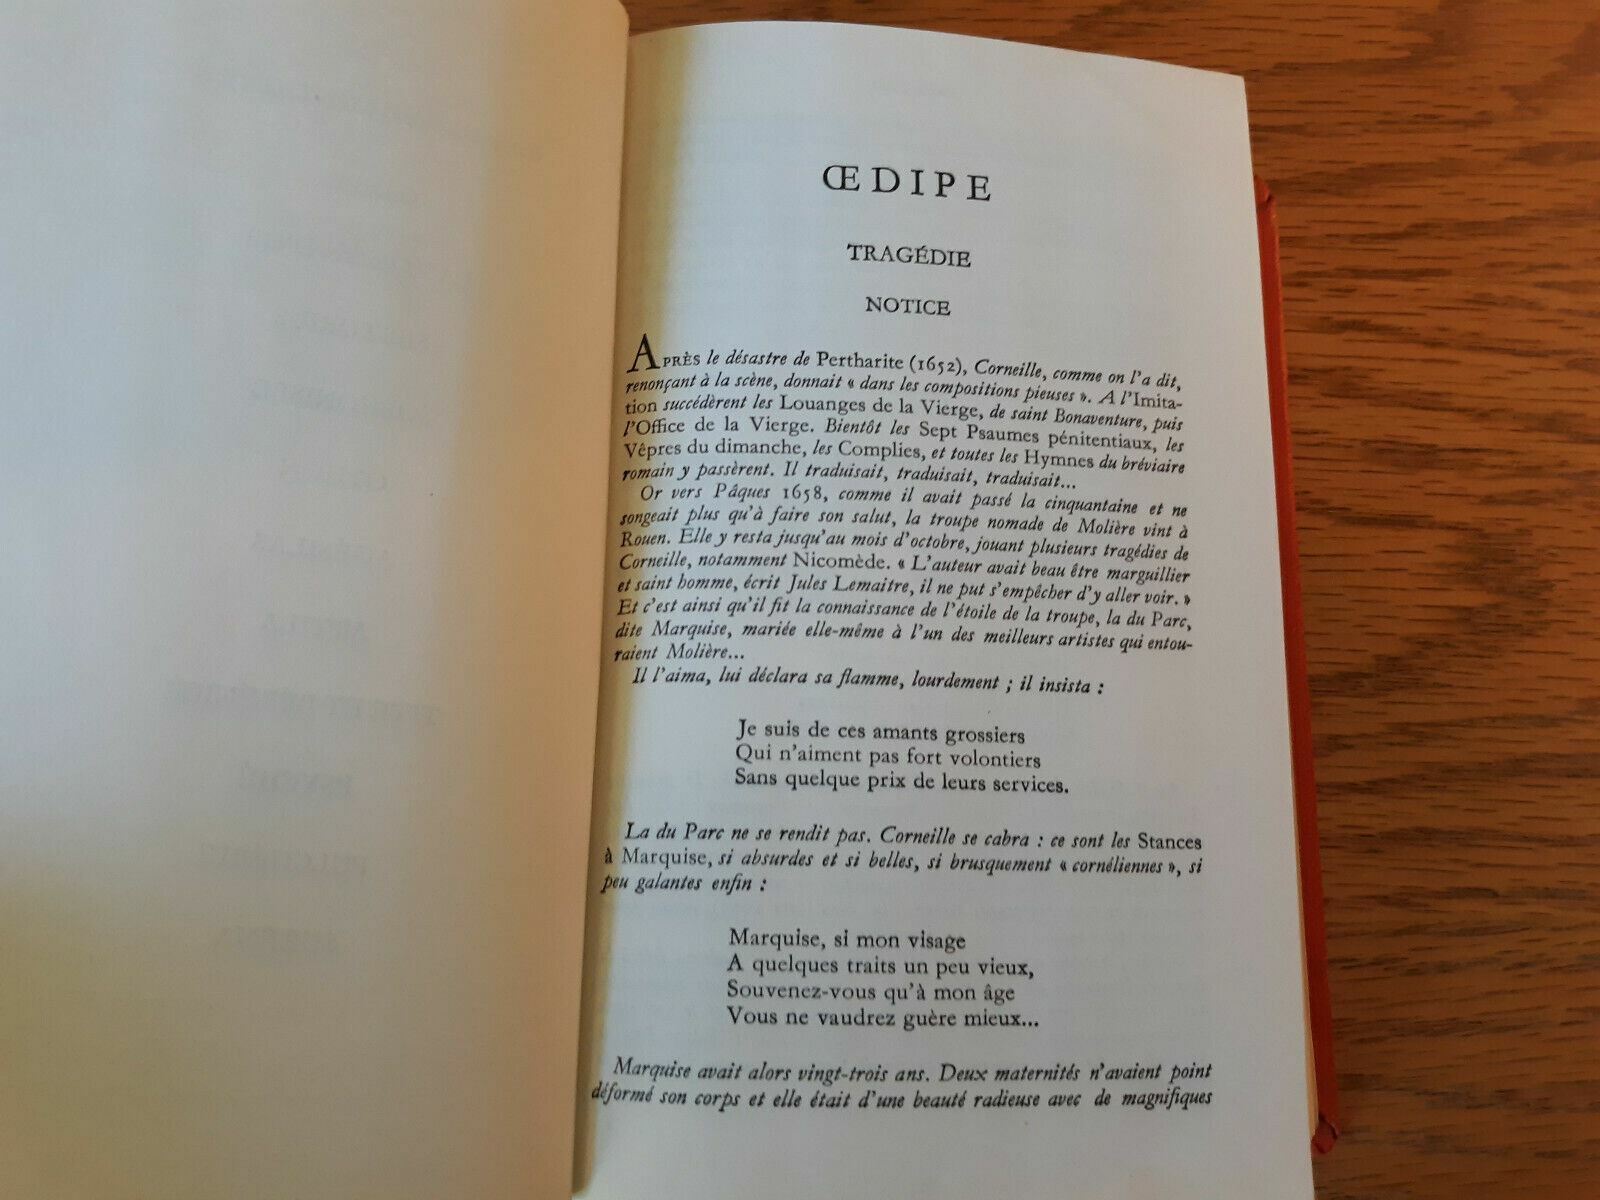 ŒDIPE
TRAGÉDIE
NOTICE
APRÈS le désastre de Pertharite (1652), Corneille, comme on l'a dit,
renonçant à la scène, donnait « dans les compositions pieuses ». A l'Imita-
tion succédèrent les Louanges de la Vierge, de saint Bonaventure, puis
l'Office de la Vierge. Bientôt les Sept Psaumes pénitentiaux, les
Vêpres du dimanche, les Complies, et toutes les Hymnes du bréviaire
romain y passèrent. Il traduisait, traduisait, traduisait...
Or vers Pâques 1658, comme il avait passé la cinquantaine et ne
songeait plus qu'à faire son salut, la troupe nomade de Molière vint à
Rouen. Elle y resta jusqu'au mois d'octobre, jouant plusieurs tragédies de
Corneille, notamment Nicomède. « L'auteur avait beau être marguillier
et saint homme, écrit Jules Lemaitre, il ne put s'empêcher d'y aller voir. »
Et c'est ainsi qu'il fit la connaissance de l'étoile de la troupe, la du Parc,
dite Marquise, mariée elle-même à l'un des meilleurs artistes qui entou-
raient Molière...
Il l'aima, lui déclara sa flamme, lourdement ; il insista :
Je suis de ces amants grossiers
Qui n'aiment pas fort volontiers
Sans quelque prix de leurs services.
La du Parc ne se rendit pas. Corneille se cabra : ce sont les Stances
à Marquise, si absurdes et si belles, si brusquement « cornéliennes », si
peu galantes enfin :
Marquise, si mon visage
A quelques traits un peu vieux,
Souvenez-vous qu'à mon âge
Vous ne vaudrez guère mieux...
Marquise avait alors vingt-trois ans. Deux maternités n'avaient point
déformé son corps et elle était d'une beauté radieuse avec de magnifiques